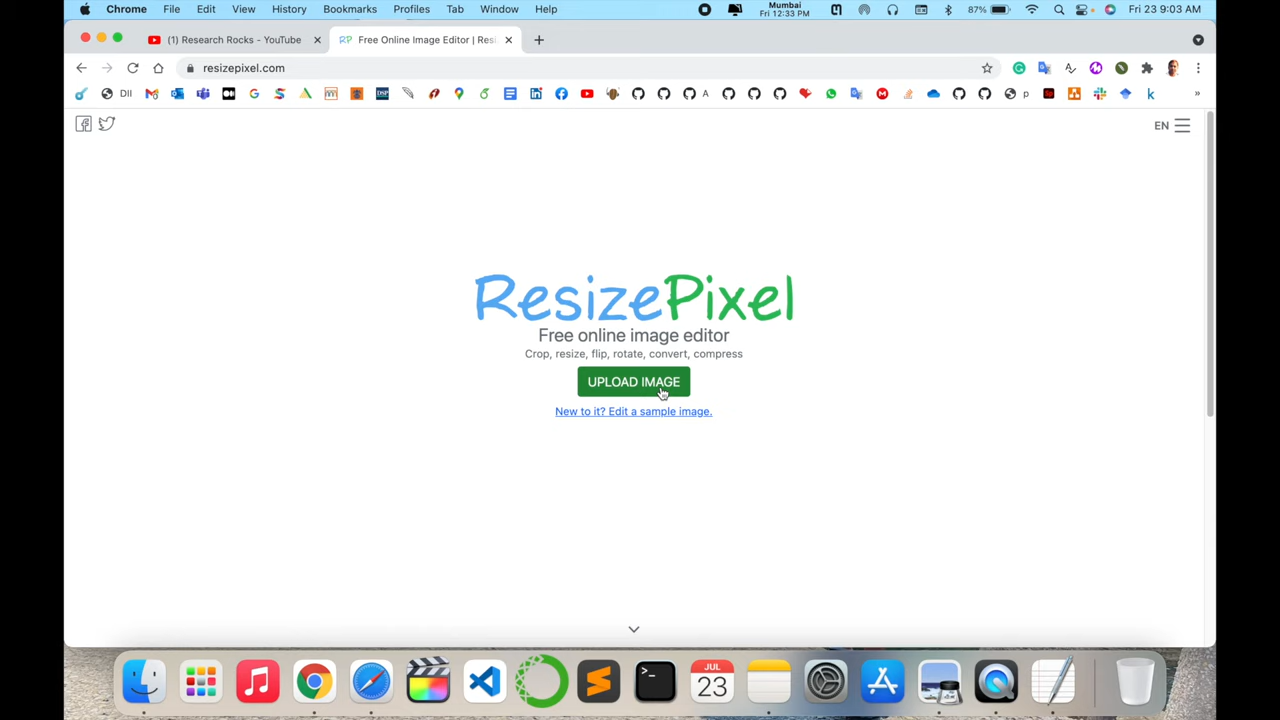 Chrome File Edit View History Bookmarks Profiles Tab Window Help Mumbai Fri 12:33 PM 87% Fri 23 9:03 AM
(1) Research Rocks - YouTube Free Online Image Editor | Resi
resizepixel.com
DII A p
EN
ResizePixel
Free online image editor
Crop, resize, flip, rotate, convert, compress
UPLOAD IMAGE
New to it? Edit a sample image.
JUL
23